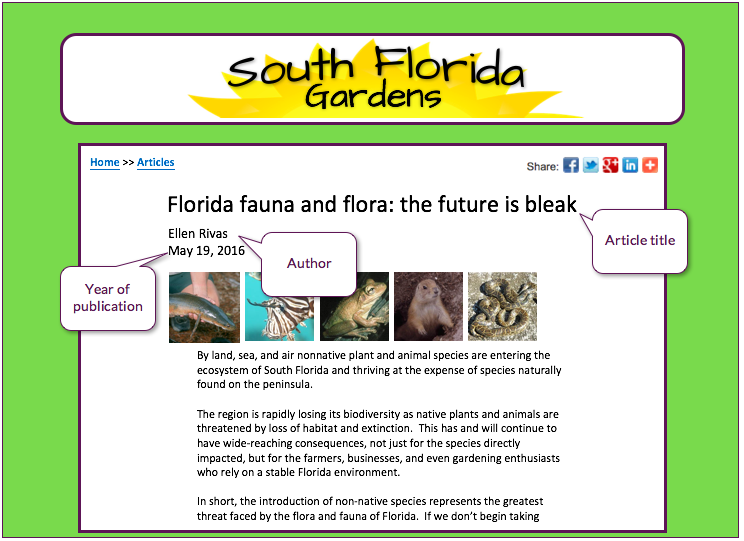 South Florida
Gardens
Home >> Articles
Share:
Florida fauna and flora: the future is bleak
Article title
Ellen Rivas
May 19, 2016
Author
Year of
publication
By land, sea, and air nonnative plant and animal species are entering the
ecosystem of South Florida and thriving at the expense of species naturally
found on the peninsula.
The region is rapidly losing its biodiversity as native plants and animals are
threatened by loss of habitat and extinction.  This has and will continue to
have wide-reaching consequences, not just for the species directly
impacted, but for the farmers, businesses, and even gardening enthusiasts
who rely on a stable Florida environment.
In short, the introduction of non-native species represents the greatest
threat faced by the flora and fauna of Florida.  If we don't begin taking